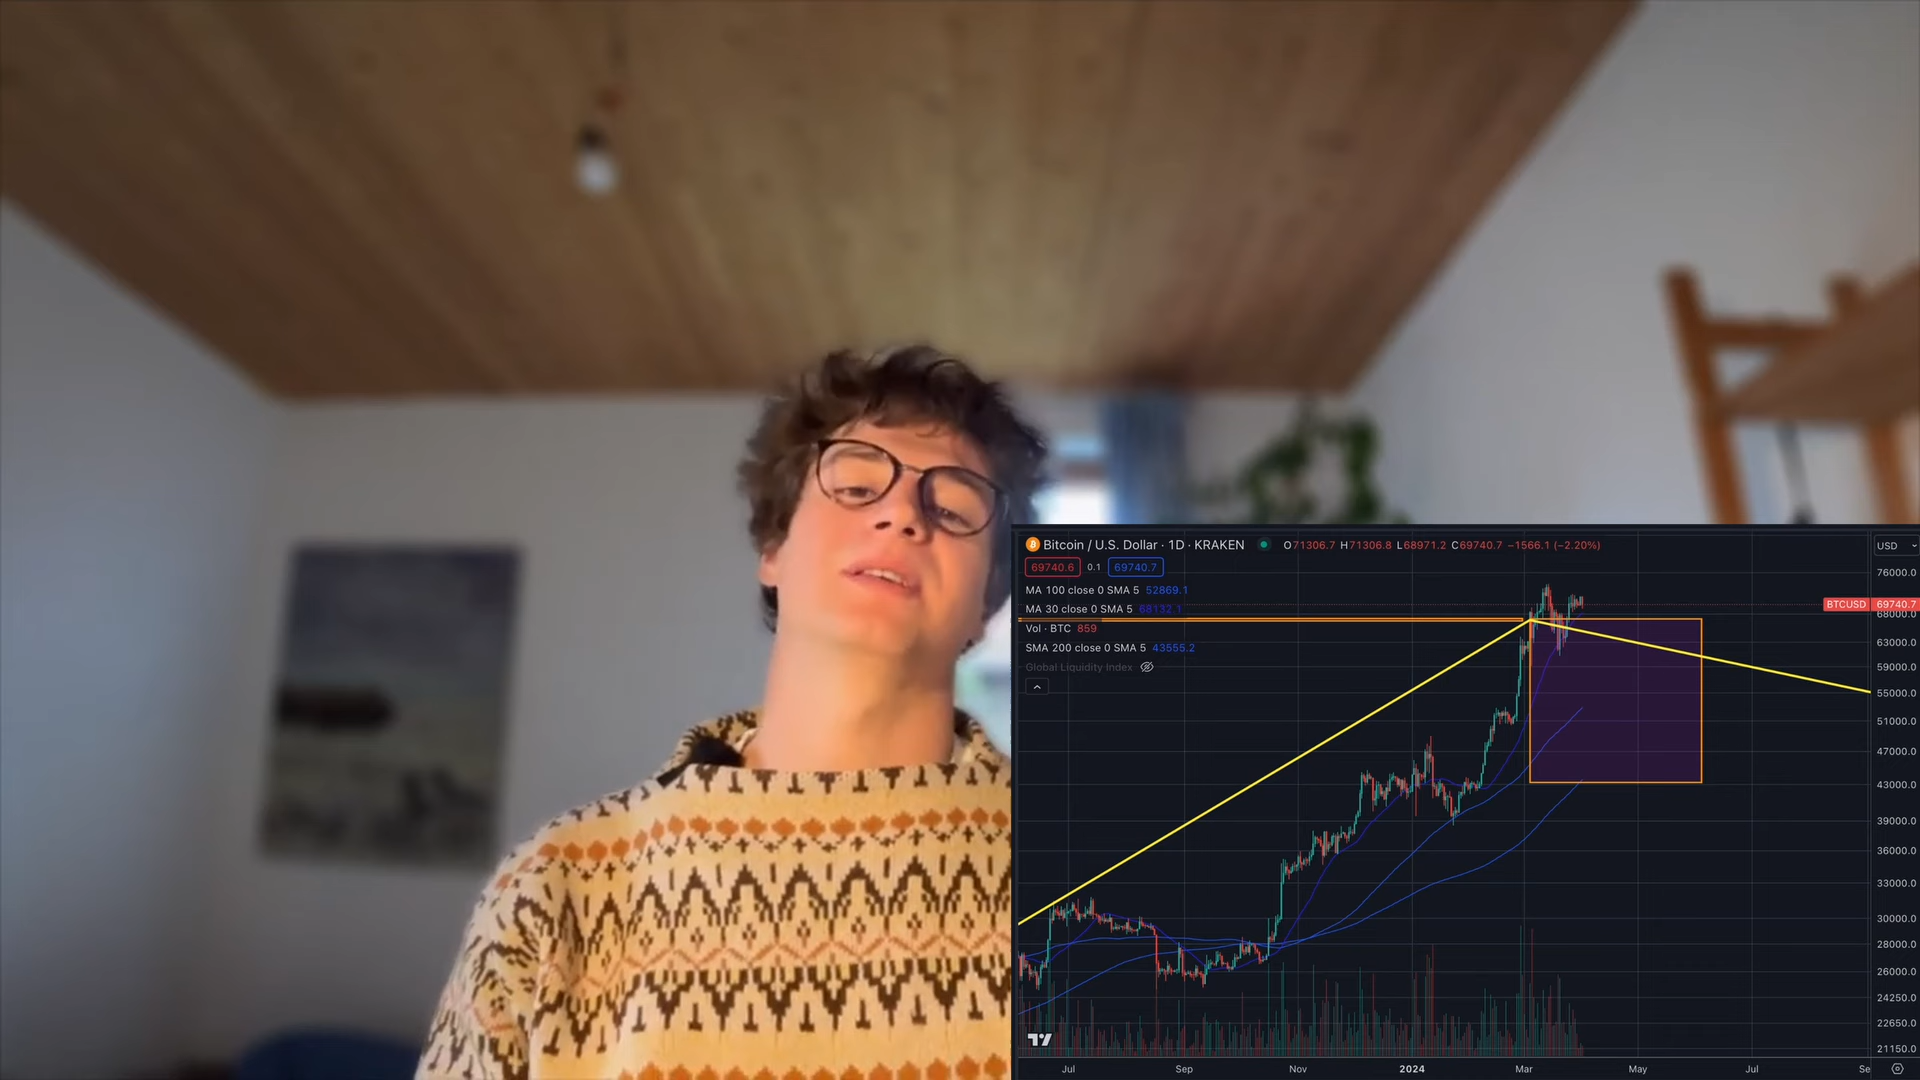 Bitcoin / U.S. Dollar · 1D · KRAKEN O71306.7 H71306.8 L68971.2 C69740.7 −1566.1 (−2.20%)
USD
69740.6 0.1 69740.7
MA 100 close 0 SMA 5 52869.1
MA 30 close 0 SMA 5 68132.1
Vol · BTC 859
SMA 200 close 0 SMA 5 43555.2
Global Liquidity Index
76000.0
BTCUSD 69740.7
68000.0
63000.0
59000.0
55000.0
51000.0
47000.0
43000.0
39000.0
36000.0
33000.0
30000.0
28000.0
26000.0
24250.0
22650.0
21150.0
Jul Sep Nov 2024 Mar May Jul Se